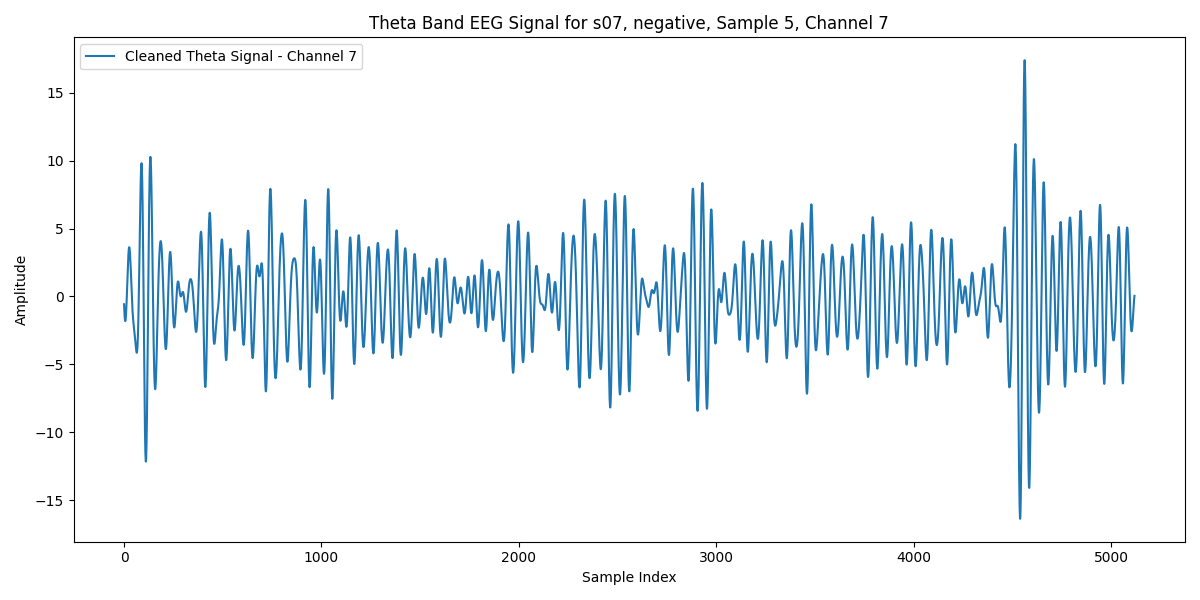 Theta Band EEG Signal for s07, negative, Sample 5, Channel 7
Cleaned Theta Signal - Channel 7
Amplitude
15
10
5
0
−5
−10
−15
0 1000 2000 3000 4000 5000
Sample Index